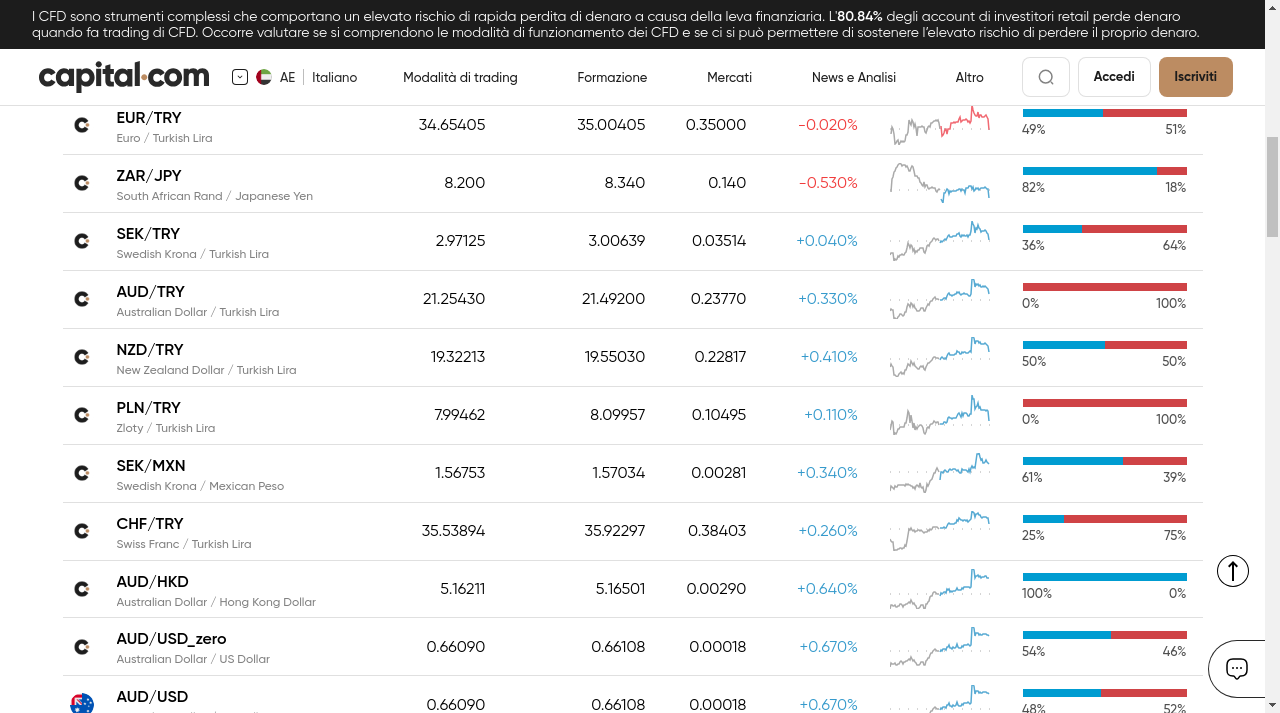 I CFD sono strumenti complessi che comportano un elevato rischio di rapida perdita di denaro a causa della leva finanziaria. L'80.84% degli account di investitori retail perde denaro
quando fa trading di CFD. Occorre valutare se si comprendono le modalità di funzionamento dei CFD e se ci si può permettere di sostenere l'elevato rischio di perdere il proprio denaro.
capital.com AE Italiano Modalità di trading Formazione Mercati News e Analisi Altro Accedi Iscriviti
EUR/TRY 34.65405 35.00405 0.35000 -0.020%
Euro / Turkish Lira 49% 51%
ZAR/JPY 8.200 8.340 0.140 -0.530%
South African Rand / Japanese Yen 82% 18%
SEK/TRY 2.97125 3.00639 0.03514 +0.040%
Swedish Krona / Turkish Lira 36% 64%
AUD/TRY 21.25430 21.49200 0.23770 +0.330%
Australian Dollar / Turkish Lira 0% 100%
NZD/TRY 19.32213 19.55030 0.22817 +0.410%
New Zealand Dollar / Turkish Lira 50% 50%
PLN/TRY 7.99462 8.09957 0.10495 +0.110%
Zloty / Turkish Lira 0% 100%
SEK/MXN 1.56753 1.57034 0.00281 +0.340%
Swedish Krona / Mexican Peso 61% 39%
CHF/TRY 35.53894 35.92297 0.38403 +0.260%
Swiss Franc / Turkish Lira 25% 75%
AUD/HKD 5.16211 5.16501 0.00290 +0.640%
Australian Dollar / Hong Kong Dollar 100% 0%
AUD/USD_zero 0.66090 0.66108 0.00018 +0.670%
Australian Dollar / US Dollar 54% 46%
AUD/USD 0.66090 0.66108 0.00018 +0.670%
48% 52%